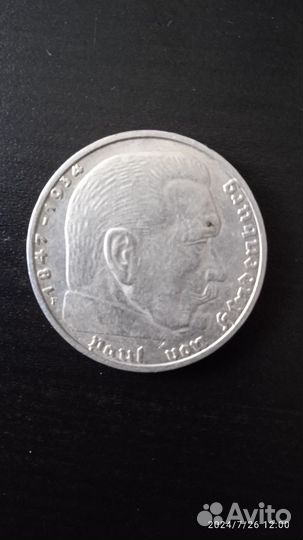 1847-1934
Paul von Hindenburg
2024/7/26 12:00
Avito